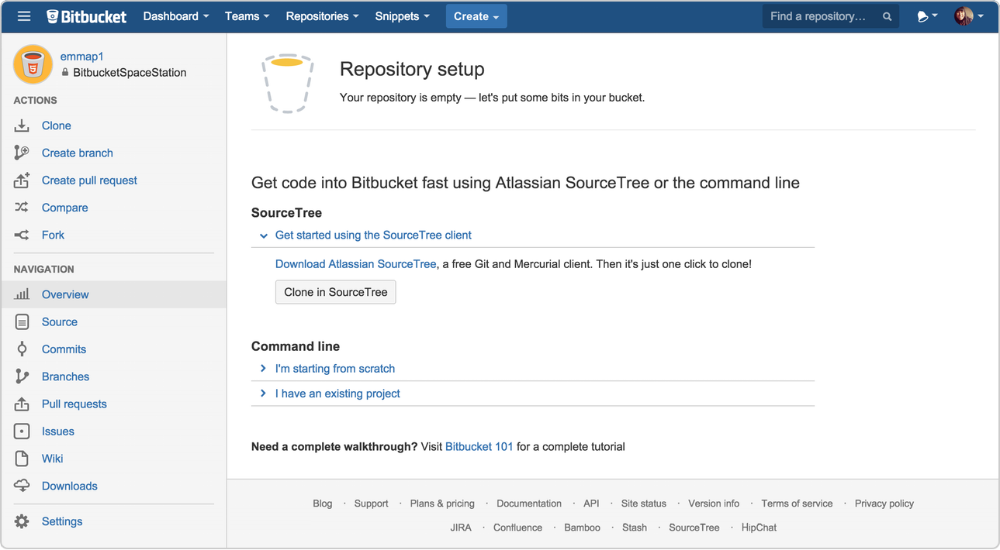 Bitbucket Dashboard Teams Repositories Snippets Create Find a repository...
emmap1
BitbucketSpaceStation
ACTIONS
Clone
Create branch
Create pull request
Compare
Fork
NAVIGATION
Overview
Source
Commits
Branches
Pull requests
Issues
Wiki
Downloads
Settings
Repository setup
Your repository is empty — let's put some bits in your bucket.
Get code into Bitbucket fast using Atlassian SourceTree or the command line
SourceTree
Get started using the SourceTree client
Download Atlassian SourceTree, a free Git and Mercurial client. Then it's just one click to clone!
Clone in SourceTree
Command line
I'm starting from scratch
I have an existing project
Need a complete walkthrough? Visit Bitbucket 101 for a complete tutorial
Blog · Support · Plans & pricing · Documentation · API · Site status · Version info · Terms of service · Privacy policy
JIRA · Confluence · Bamboo · Stash · SourceTree · HipChat